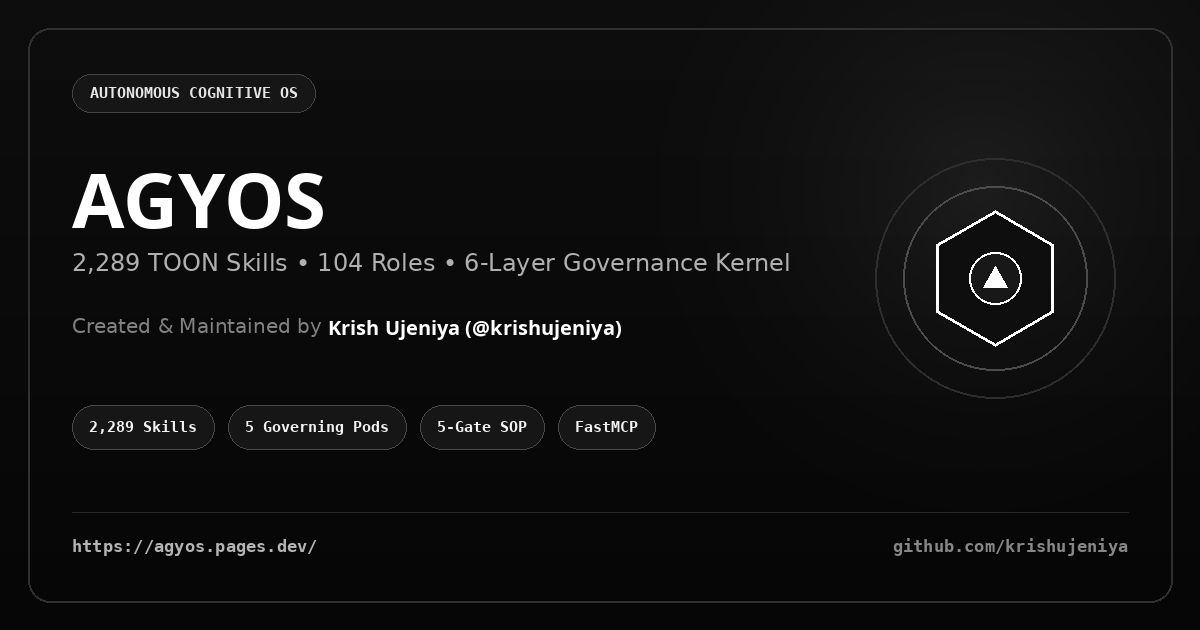 AUTONOMOUS COGNITIVE OS
AGYOS
2,289 TOON Skills • 104 Roles • 6-Layer Governance Kernel
Created & Maintained by Krish Ujeniya (@krishujeniya)
2,289 Skills 5 Governing Pods 5-Gate SOP FastMCP
https://agyos.pages.dev/ github.com/krishujeniya